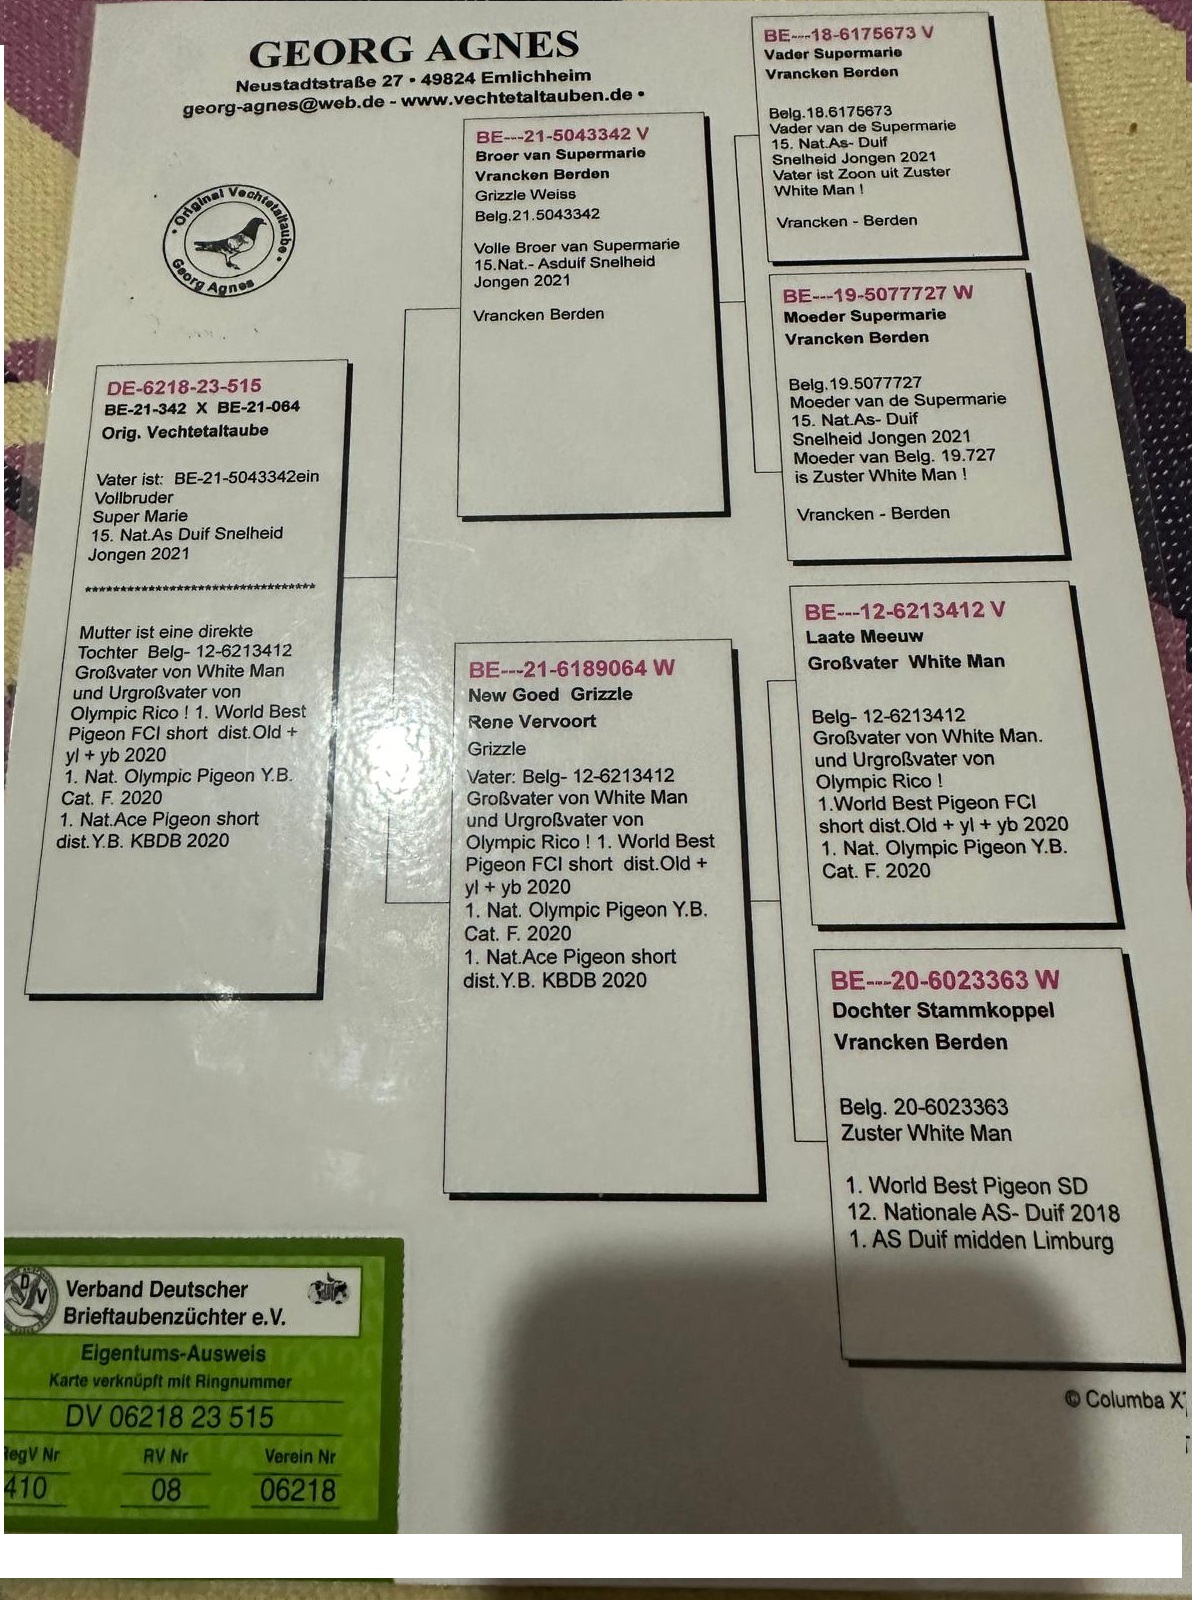 GEORG AGNES
Neustadtstraße 27 • 49824 Emlichheim
georg-agnes@web.de - www.vechtetaltauben.de •
• Original Vechtetaltaube •
Georg Agnes
DE-6218-23-515
BE-21-342 X BE-21-064
Orig. Vechtetaltaube
Vater ist: BE-21-5043342ein
Vollbruder
Super Marie
15. Nat.As Duif Snelheid
Jongen 2021
*********************************
Mutter ist eine direkte
Tochter Belg- 12-6213412
Großvater von White Man
und Urgroßvater von
Olympic Rico ! 1. World Best
Pigeon FCI short dist.Old +
yl + yb 2020
1. Nat. Olympic Pigeon Y.B.
Cat. F. 2020
1. Nat.Ace Pigeon short
dist.Y.B. KBDB 2020
BE---21-5043342 V
Broer van Supermarie
Vrancken Berden
Grizzle Weiss
Belg.21.5043342
Volle Broer van Supermarie
15.Nat.- Asduif Snelheid
Jongen 2021
Vrancken Berden
BE---21-6189064 W
New Goed Grizzle
Rene Vervoort
Grizzle
Vater: Belg- 12-6213412
Großvater von White Man
und Urgroßvater von
Olympic Rico ! 1. World Best
Pigeon FCI short dist.Old +
yl + yb 2020
1. Nat. Olympic Pigeon Y.B.
Cat. F. 2020
1. Nat.Ace Pigeon short
dist.Y.B. KBDB 2020
BE---18-6175673 V
Vader Supermarie
Vrancken Berden
Belg.18.6175673
Vader van de Supermarie
15. Nat.As- Duif
Snelheid Jongen 2021
Vater ist Zoon uit Zuster
White Man !
Vrancken - Berden
BE---19-5077727 W
Moeder Supermarie
Vrancken Berden
Belg.19.5077727
Moeder van de Supermarie
15. Nat.As- Duif
Snelheid Jongen 2021
Moeder van Belg. 19.727
is Zuster White Man !
Vrancken - Berden
BE---12-6213412 V
Laate Meeuw
Großvater White Man
Belg- 12-6213412
Großvater von White Man.
und Urgroßvater von
Olympic Rico !
1.World Best Pigeon FCI
short dist.Old + yl + yb 2020
1. Nat. Olympic Pigeon Y.B.
Cat. F. 2020
BE---20-6023363 W
Dochter Stammkoppel
Vrancken Berden
Belg. 20-6023363
Zuster White Man
1. World Best Pigeon SD
12. Nationale AS- Duif 2018
1. AS Duif midden Limburg
© Columba X
DV
Verband Deutscher
Brieftaubenzüchter e.V.
Eigentums-Ausweis
Karte verknüpft mit Ringnummer
DV 06218 23 515
RegV Nr RV Nr Verein Nr
410 08 06218